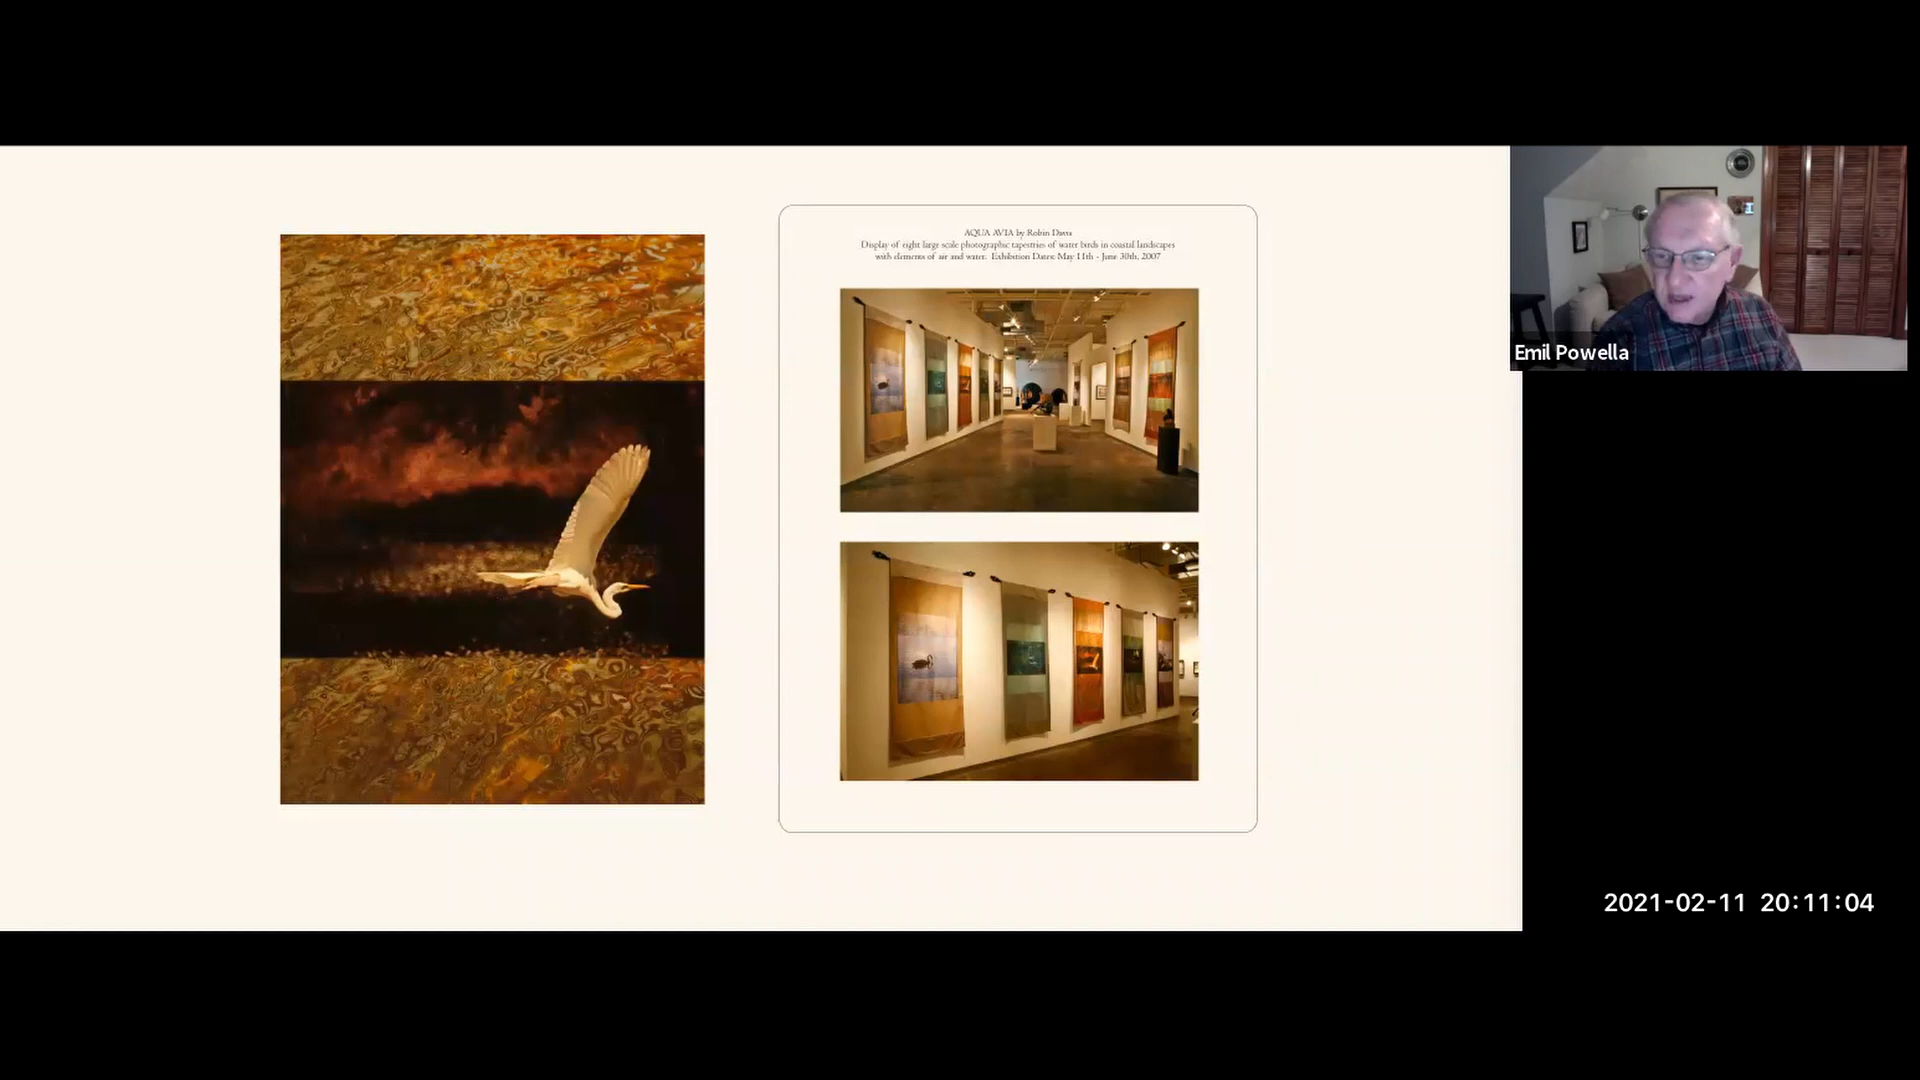 AQUA AVIA by Robin Davis
Display of eight large scale photographic tapestries of water birds in coastal landscapes
with elements of air and water. Exhibition Dates: May 11th - June 30th, 2007
Emil Powella
2021-02-11 20:11:04